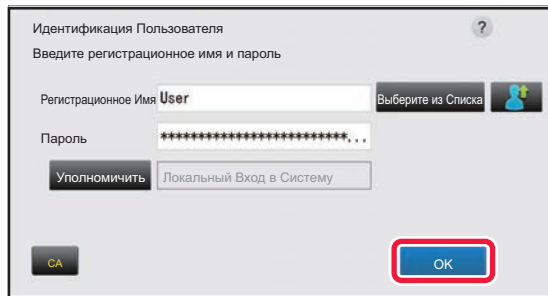 Идентификация Пользователя ?
Введите регистрационное имя и пароль
Регистрационное Имя User Выберите из Списка
Пароль **************************...
Уполномичить Локальный Вход в Систему
CA OK